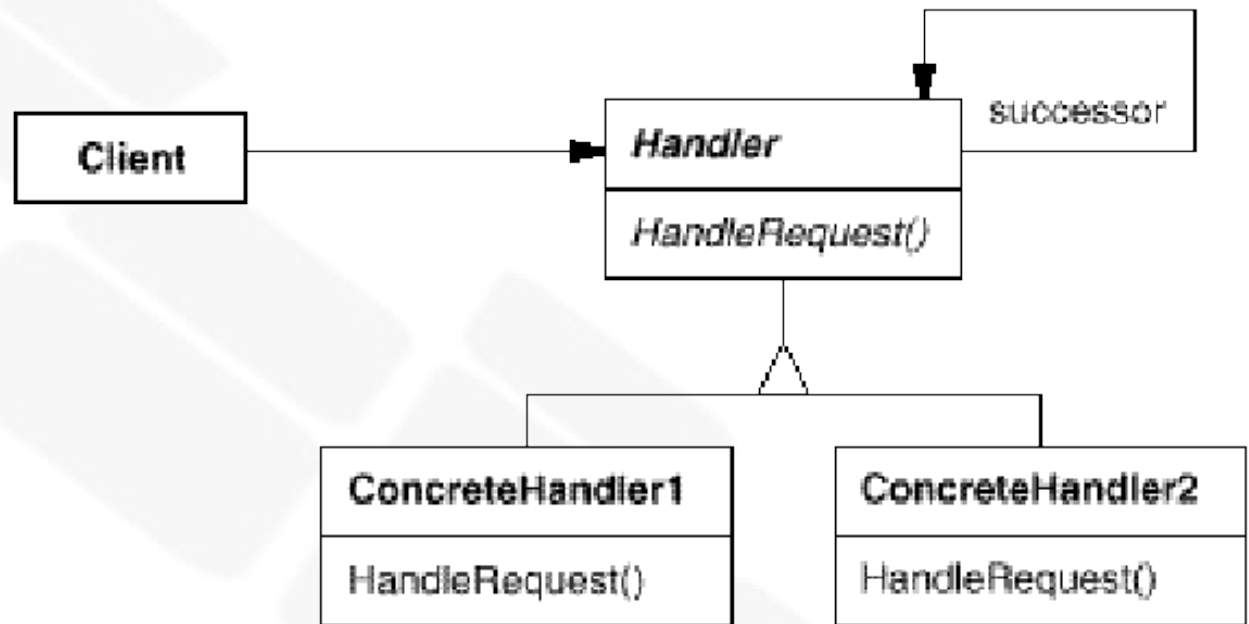 successor
Client
Handler
HandleRequest()
ConcreteHandler1
ConcreteHandler2
HandleRequest()
HandleRequest()